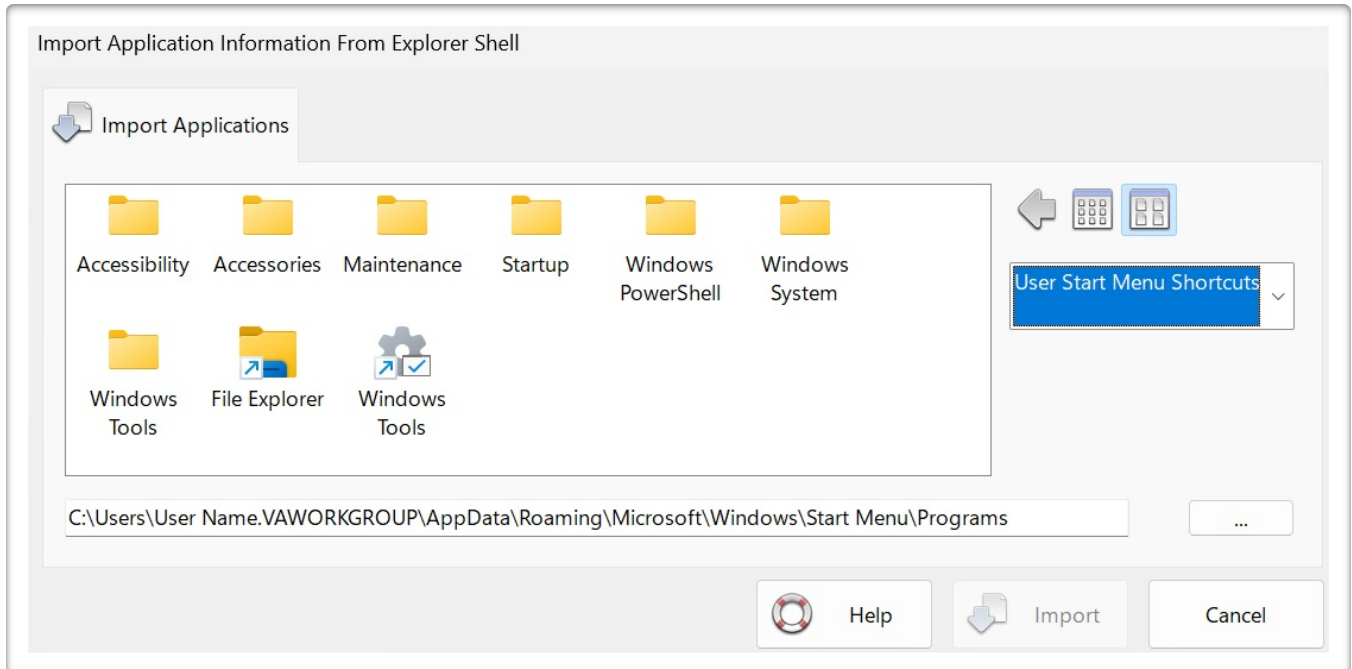 Import Application Information From Explorer Shell
Import Applications
Accessibility Accessories Maintenance Startup Windows PowerShell Windows System
Windows Tools File Explorer Windows Tools
User Start Menu Shortcuts
C:\Users\User Name.VAWORKGROUP\AppData\Roaming\Microsoft\Windows\Start Menu\Programs
...
Help Import Cancel